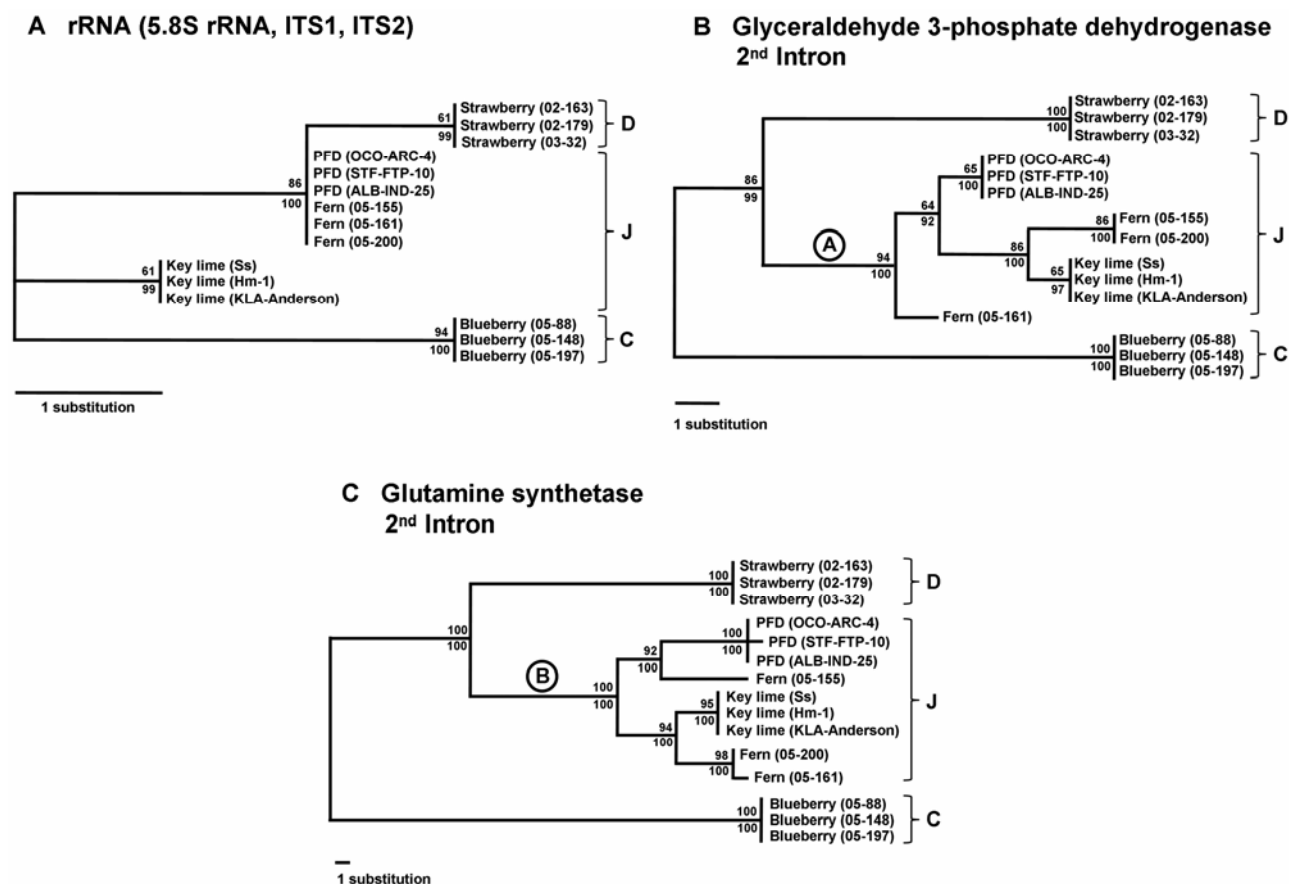 A rRNA (5.8S rRNA, ITS1, ITS2)
61
99
Strawberry (02-163)
Strawberry (02-179)
Strawberry (03-32)
D
86
100
PFD (OCO-ARC-4)
PFD (STF-FTP-10)
PFD (ALB-IND-25)
Fern (05-155)
Fern (05-161)
Fern (05-200)
J
61
99
Key lime (Ss)
Key lime (Hm-1)
Key lime (KLA-Anderson)
94
100
Blueberry (05-88)
Blueberry (05-148)
Blueberry (05-197)
C
1 substitution
B Glyceraldehyde 3-phosphate dehydrogenase
2nd Intron
100
100
Strawberry (02-163)
Strawberry (02-179)
Strawberry (03-32)
D
86
99
A
94
100
64
92
65
100
PFD (OCO-ARC-4)
PFD (STF-FTP-10)
PFD (ALB-IND-25)
86
100
86
100
Fern (05-155)
Fern (05-200)
J
65
97
Key lime (Ss)
Key lime (Hm-1)
Key lime (KLA-Anderson)
Fern (05-161)
100
100
Blueberry (05-88)
Blueberry (05-148)
Blueberry (05-197)
C
1 substitution
C Glutamine synthetase
2nd Intron
100
100
Strawberry (02-163)
Strawberry (02-179)
Strawberry (03-32)
D
100
100
B
100
100
92
100
100
100
PFD (OCO-ARC-4)
PFD (STF-FTP-10)
PFD (ALB-IND-25)
Fern (05-155)
J
94
100
95
100
Key lime (Ss)
Key lime (Hm-1)
Key lime (KLA-Anderson)
98
100
Fern (05-200)
Fern (05-161)
100
100
Blueberry (05-88)
Blueberry (05-148)
Blueberry (05-197)
C
1 substitution